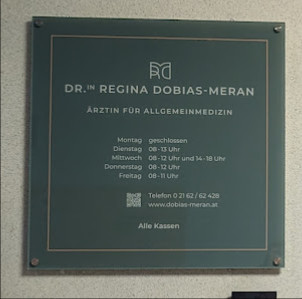 DR.IN REGINA DOBIAS-MERAN
ÄRZTIN FÜR ALLGEMEINMEDIZIN
Montag geschlossen
Dienstag 08 - 13 Uhr
Mittwoch 08 - 12 Uhr und 14 - 18 Uhr
Donnerstag 08 - 12 Uhr
Freitag 08 - 11 Uhr
Telefon 0 21 62 / 62 428
www.dobias-meran.at
Alle Kassen